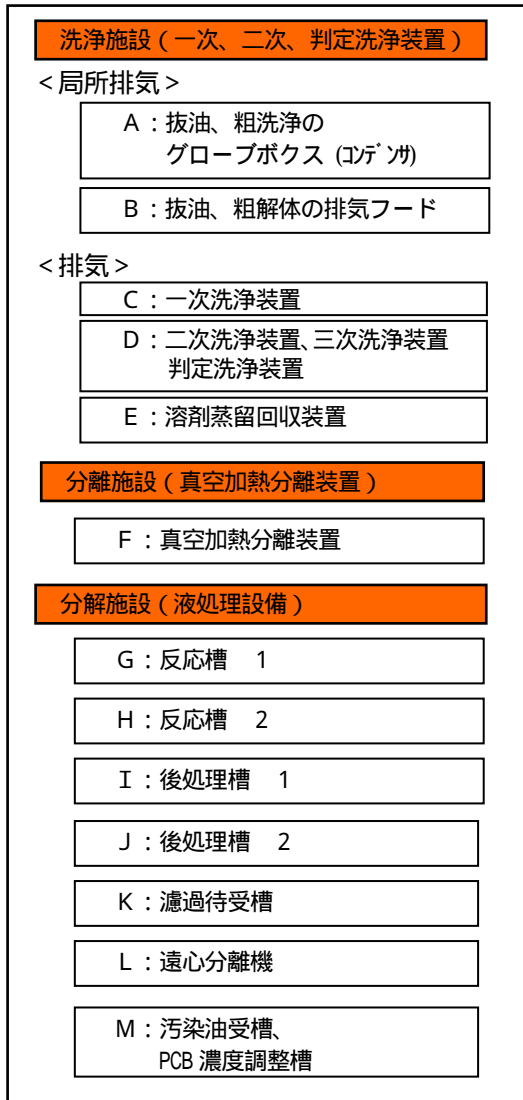 洗浄施設(一次、二次、判定洗浄装置)
<局所排気>
A:抜油、粗洗浄の
グローブボクス (ｺﾝﾃﾞﾝｻ)
B:抜油、粗解体の排気フード
<排気>
C:一次洗浄装置
D:二次洗浄装置、三次洗浄装置
判定洗浄装置
E:溶剤蒸留回収装置
分離施設(真空加熱分離装置)
F:真空加熱分離装置
分解施設(液処理設備)
G:反応槽 1
H:反応槽 2
I:後処理槽 1
J:後処理槽 2
K:濾過待受槽
L:遠心分離機
M:汚染油受槽、
PCB 濃度調整槽